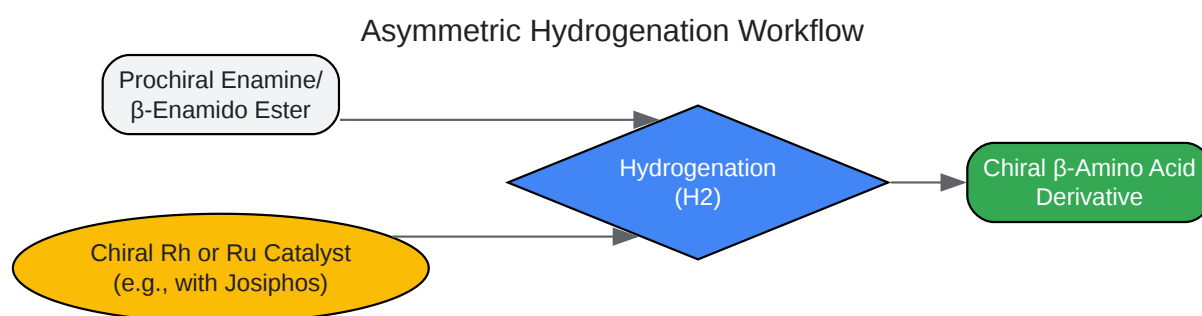 Asymmetric Hydrogenation Workflow
Prochiral Enamine/
β-Enamido Ester
Hydrogenation
(H2)
Chiral β-Amino Acid
Derivative
Chiral Rh or Ru Catalyst
(e.g., with Josiphos)